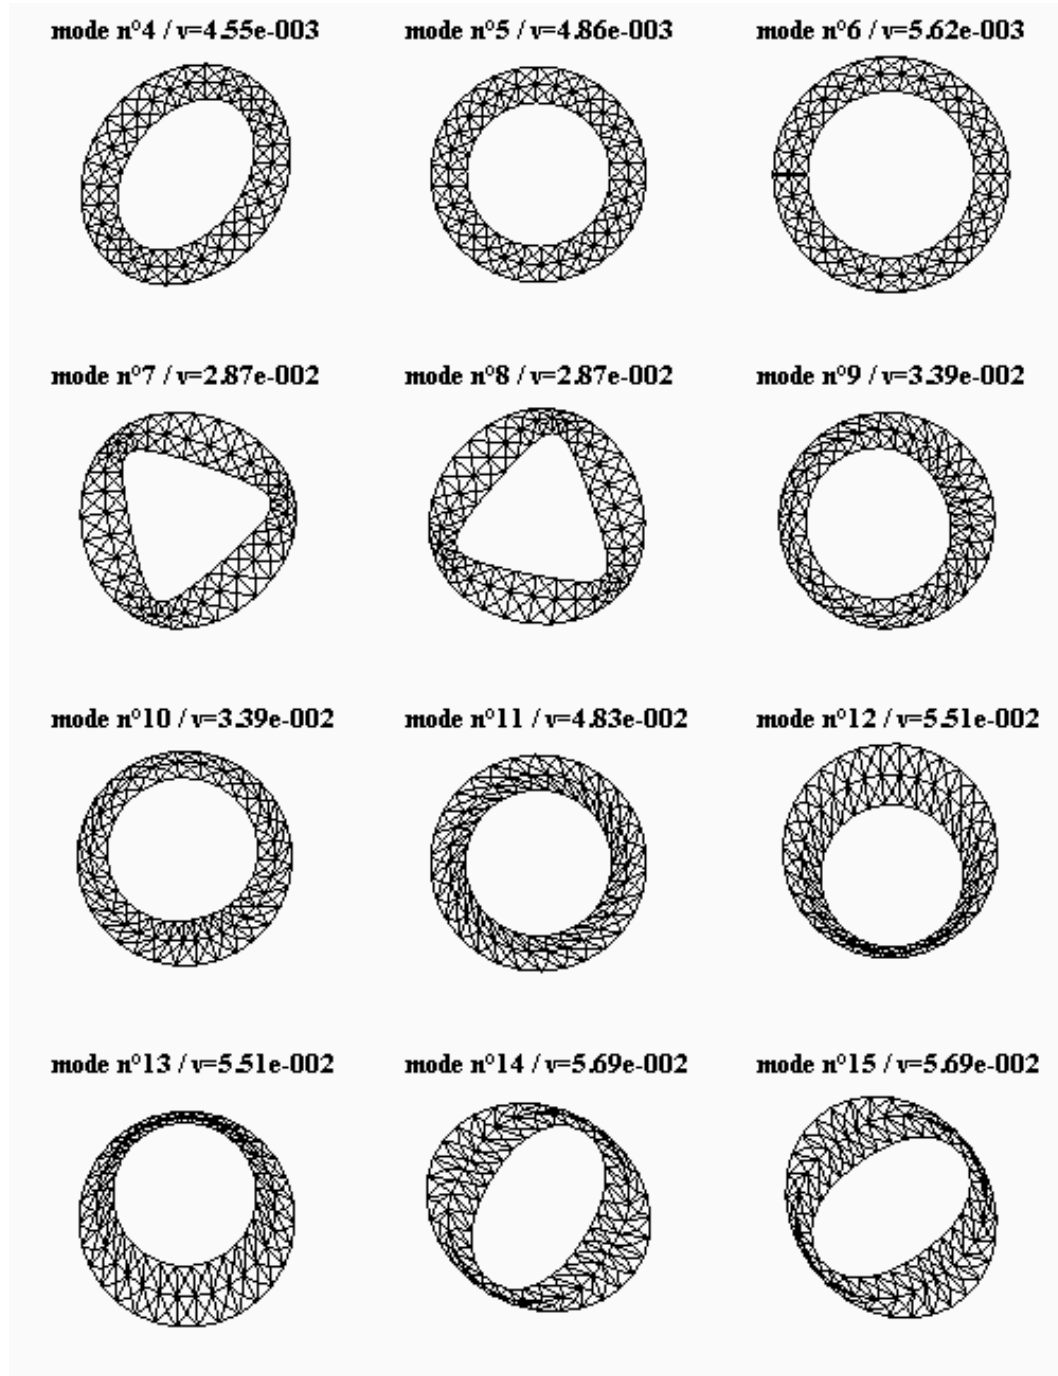 mode n°4 / v=4.55e-003
mode n°5 / v=4.86e-003
mode n°6 / v=5.62e-003
mode n°7 / v=2.87e-002
mode n°8 / v=2.87e-002
mode n°9 / v=3.39e-002
mode n°10 / v=3.39e-002
mode n°11 / v=4.83e-002
mode n°12 / v=5.51e-002
mode n°13 / v=5.51e-002
mode n°14 / v=5.69e-002
mode n°15 / v=5.69e-002